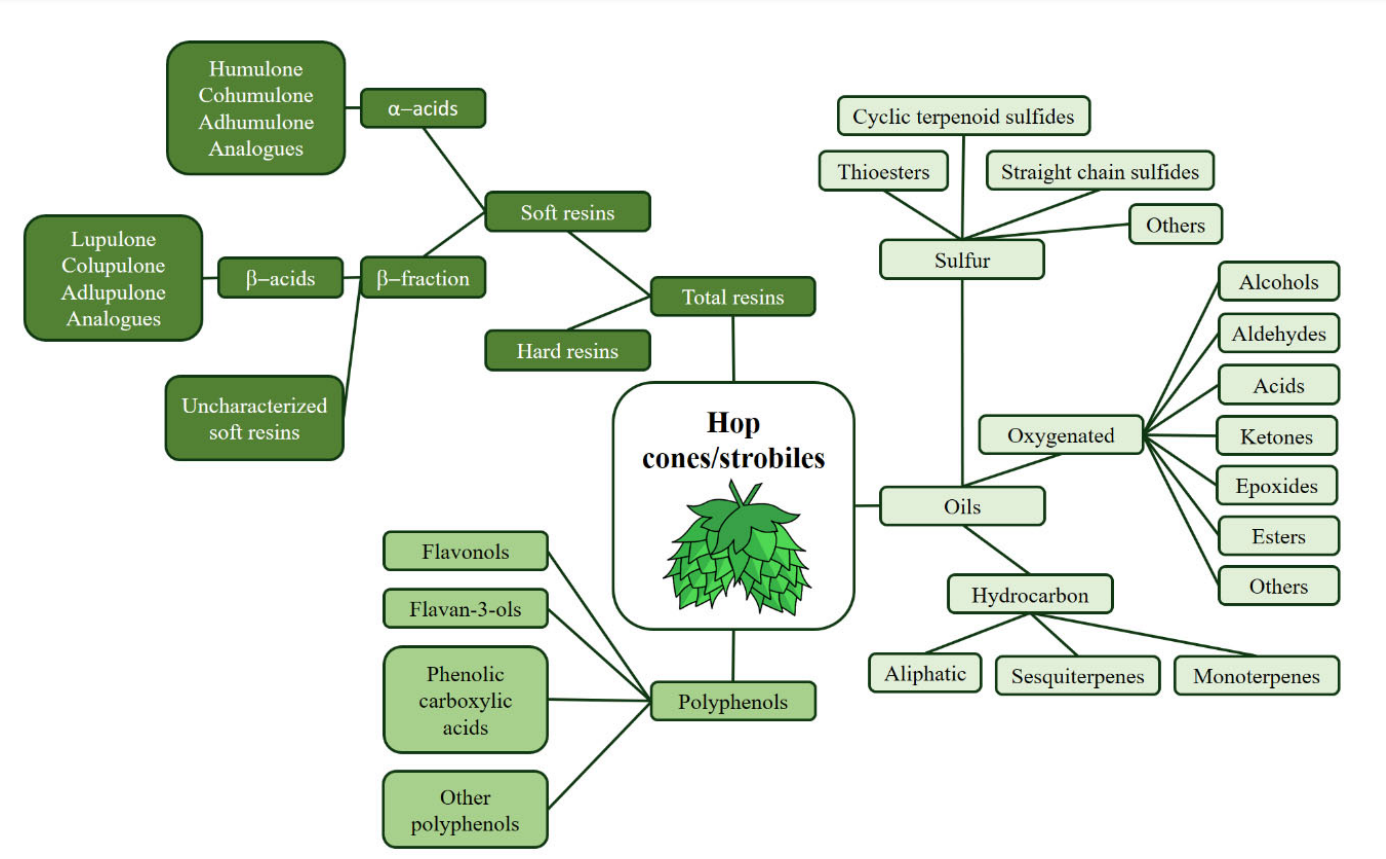 Humulone
Cohumulone
Adhumulone
Analogues
α–acids
Lupulone
Colupulone
Adlupulone
Analogues
β–acids
β–fraction
Uncharacterized
soft resins
Soft resins
Hard resins
Total resins
Hop
cones/strobiles
Cyclic terpenoid sulfides
Thioesters
Straight chain sulfides
Others
Sulfur
Alcohols
Aldehydes
Acids
Ketones
Epoxides
Esters
Others
Oxygenated
Oils
Hydrocarbon
Aliphatic
Sesquiterpenes
Monoterpenes
Flavonols
Flavan-3-ols
Phenolic
carboxylic
acids
Other
polyphenols
Polyphenols